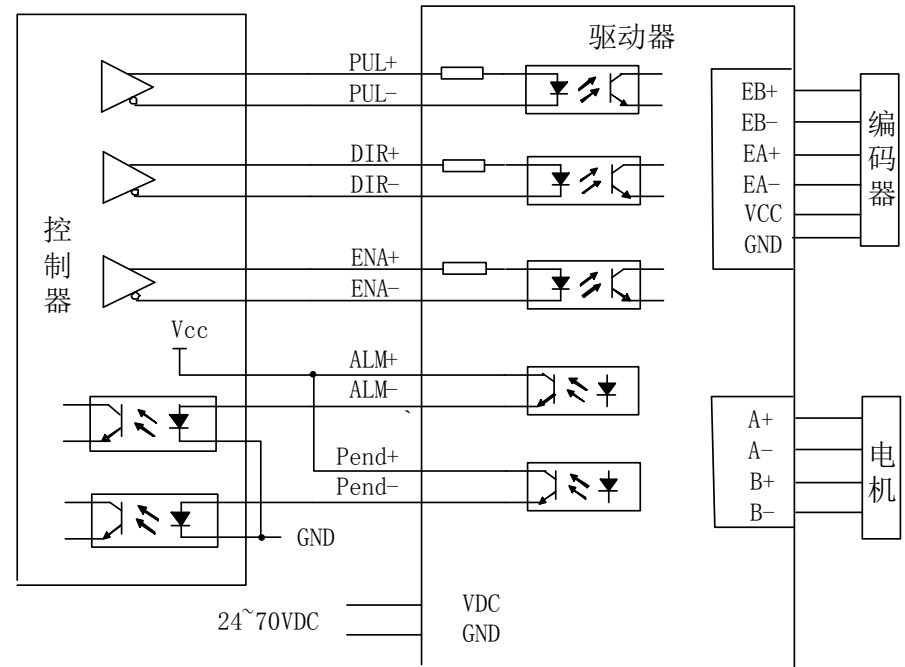 驱动器
PUL+
PUL-
DIR+
DIR-
ENA+
ENA-
控制器
Vcc
ALM+
ALM-
Pend+
Pend-
GND
24~70VDC
VDC
GND
EB+
EB-
EA+
EA-
VCC
GND
编码器
A+
A-
B+
B-
电机